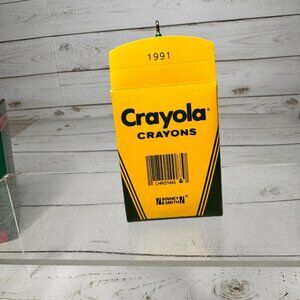 1991
Crayola®
CRAYONS
CHRISTMAS
BINNEY
& SMITH